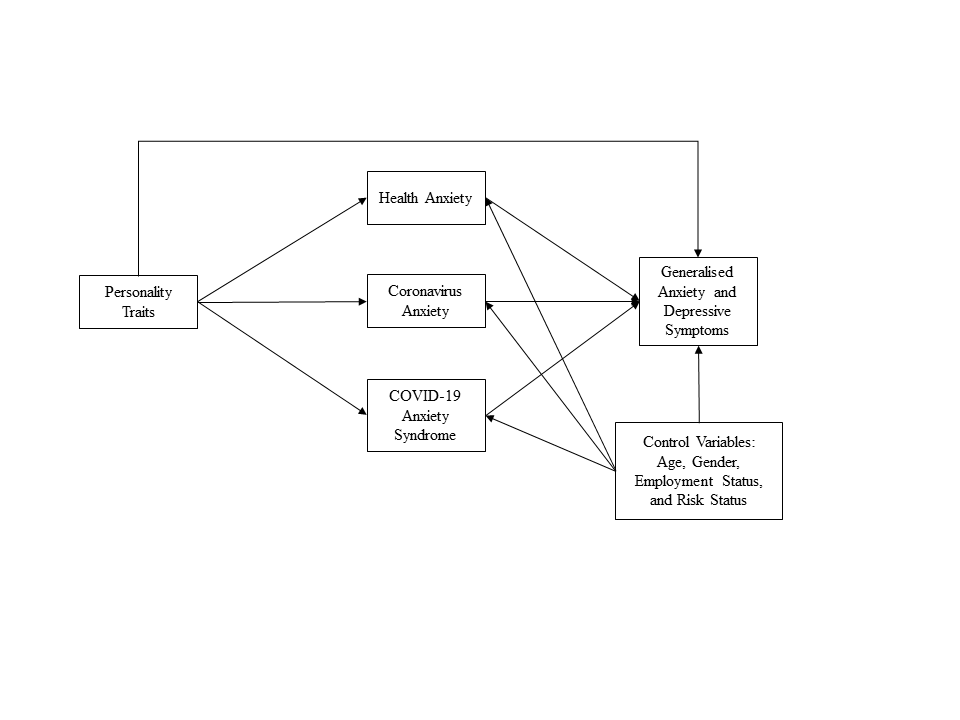 Health Anxiety
Personality
Traits
Coronavirus
Anxiety
Generalised
Anxiety and
Depressive
Symptoms
COVID-19
Anxiety
Syndrome
Control Variables:
Age, Gender,
Employment Status,
and Risk Status